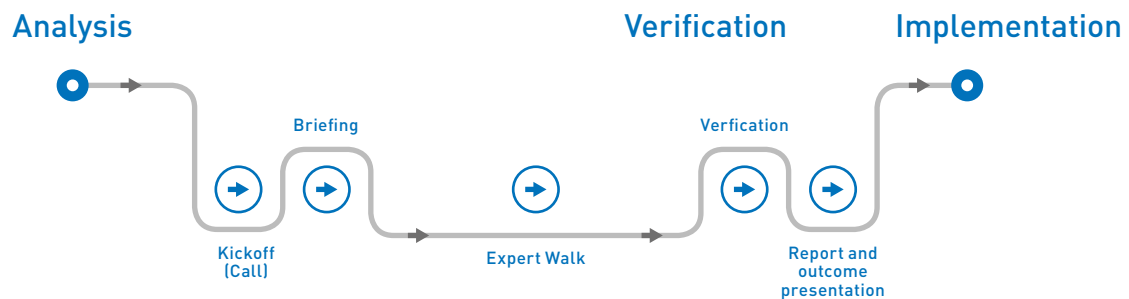 Analysis
Verification
Implementation
Briefing
Verfication
Kickoff
(Call)
Expert Walk
Report and
outcome
presentation